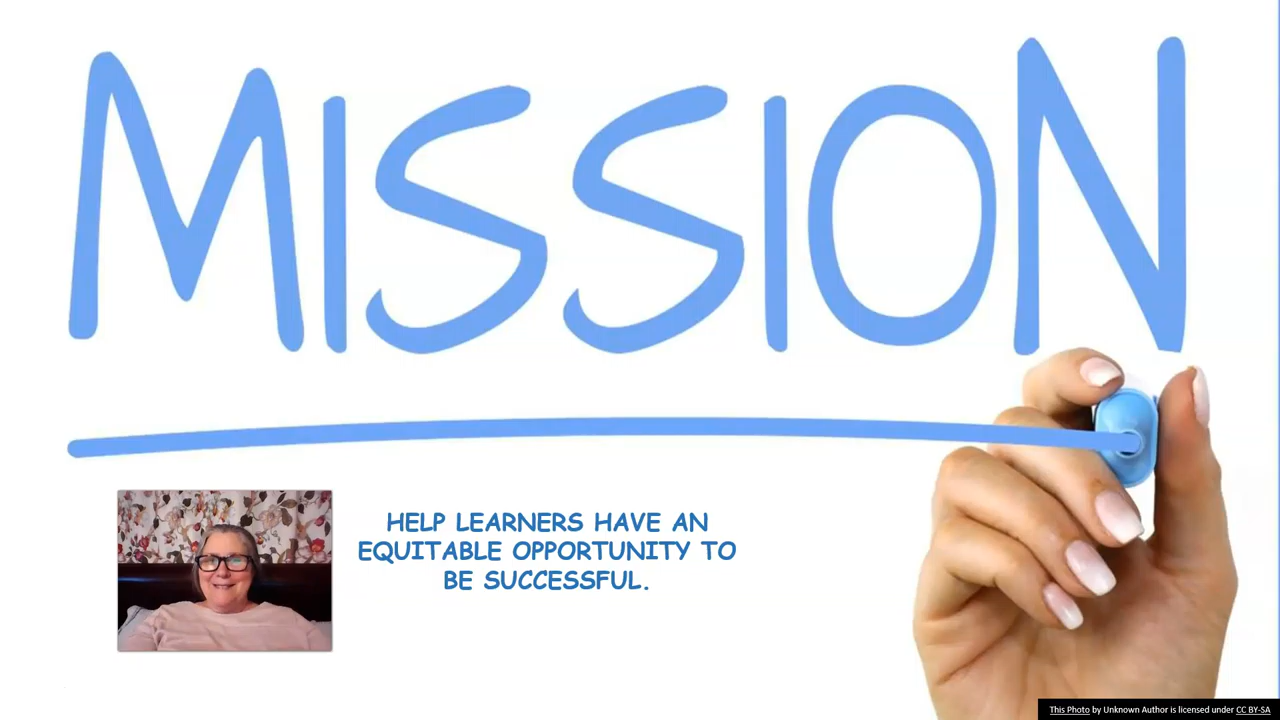 MISSION
HELP LEARNERS HAVE AN
EQUITABLE OPPORTUNITY TO
BE SUCCESSFUL.
This Photo by Unknown Author is licensed under CC BY-SA